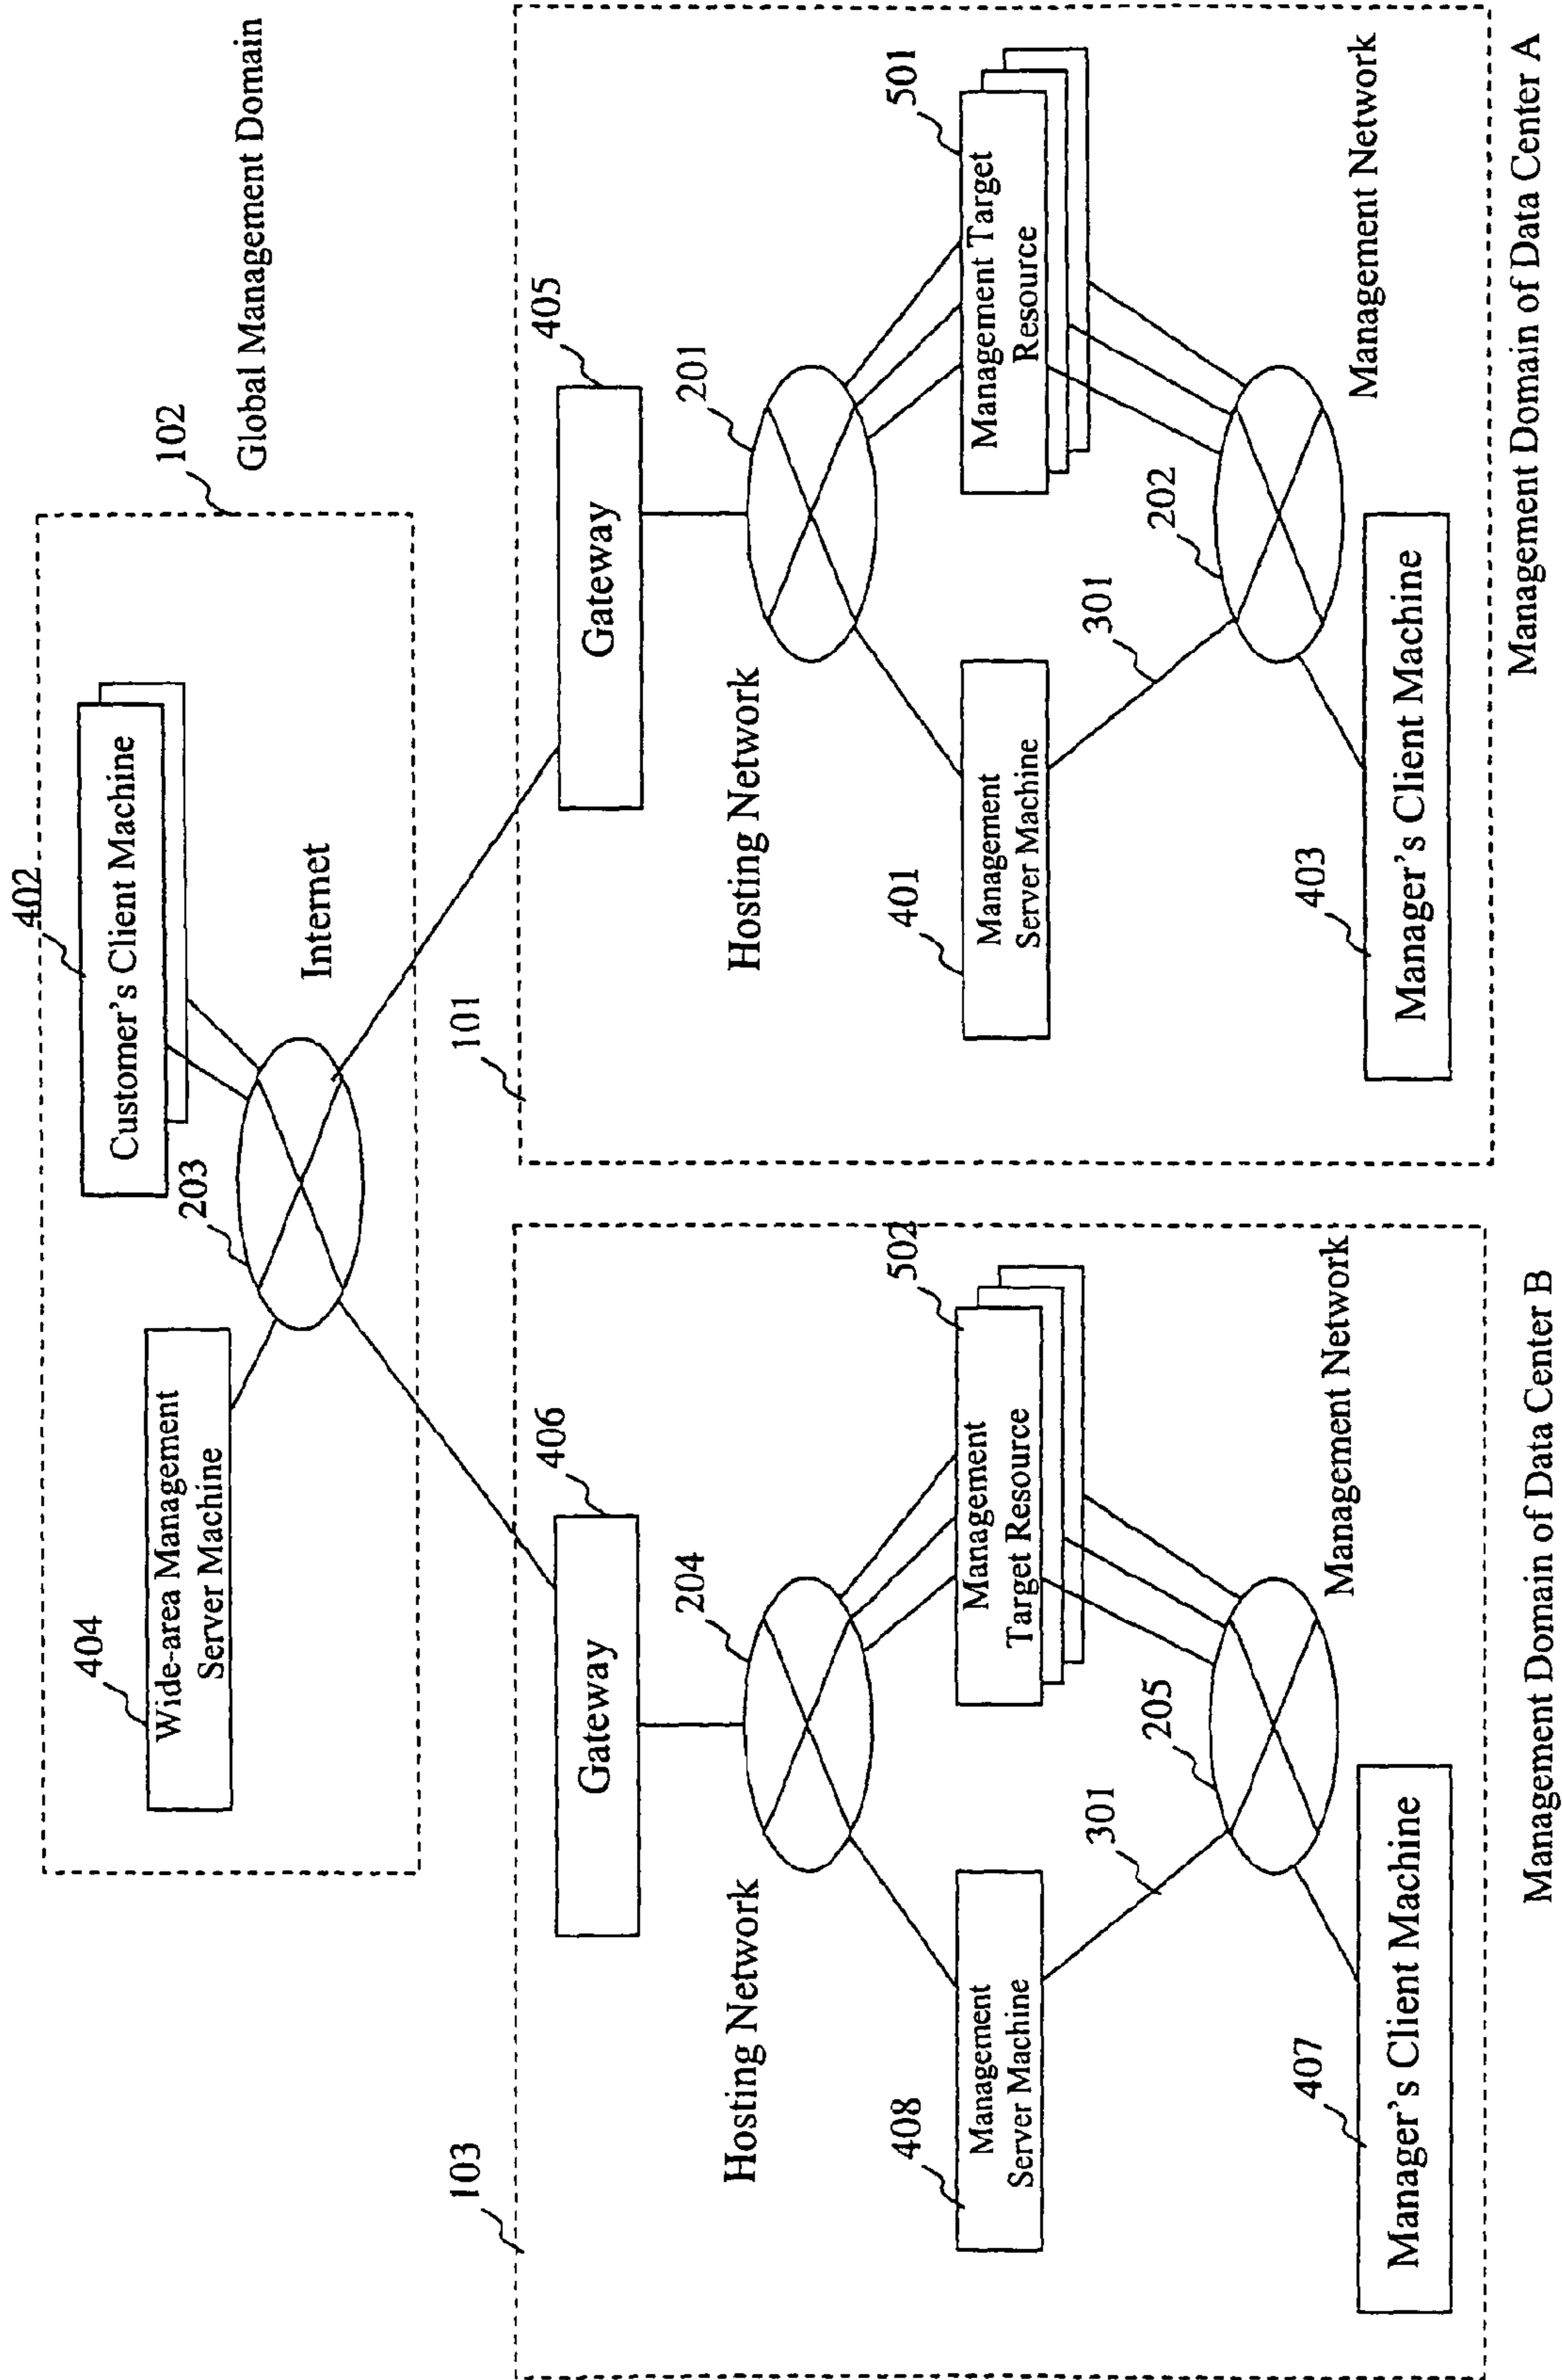 402
Customer's Client Machine
102
Global Management Domain
404
Wide-area Management
Server Machine
203
Internet
103
406
Gateway
Hosting Network
204
408
Management
Server Machine
502
Management
Target Resource
301
205
Management Network
407
Manager's Client Machine
Management Domain of Data Center B
101
405
Gateway
Hosting Network
201
401
Management
Server Machine
501
Management Target
Resource
301
202
Management Network
403
Manager's Client Machine
Management Domain of Data Center A